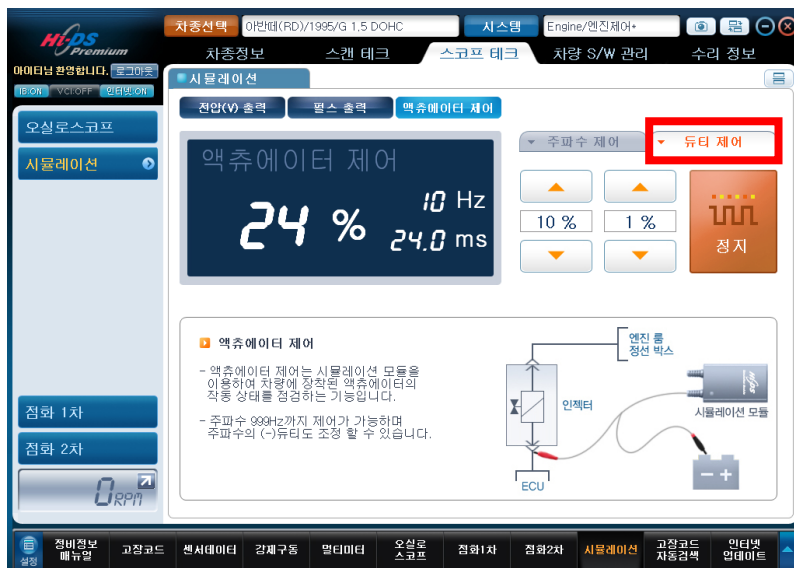 Hi-DS
Premium
차종선택 아반떼(RD)/1995/G 1.5 DOHC 시스템 Engine/엔진제어*
차종정보 스캔 테크 스코프 테크 차량 S/W 관리 수리 정보
아이티님 환영합니다. 로그아웃
IB:ON VCI:OFF 인터넷:ON
시뮬레이션
전압(V) 출력 펄스 출력 액츄에이터 제어
오실로스코프
시뮬레이션
액츄에이터 제어
24 % 10 Hz
24.0 ms
주파수 제어 듀티 제어
10 % 1 %
정지
액츄에이터 제어
- 액츄에이터 제어는 시뮬레이션 모듈을
이용하여 차량에 장착된 액츄에이터의
작동 상태를 점검하는 기능입니다.
- 주파수 999Hz까지 제어가 가능하며
주파수의 (-)듀티도 조정 할 수 있습니다.
엔진 룸
정션 박스
인젝터
Hi-DS
시뮬레이션 모듈
ECU
- +
점화 1차
점화 2차
0 RPM
설정
정비정보
매뉴얼
고장코드
센서데이터
강제구동
멀티미터
오실로
스코프
점화1차
점화2차
시뮬레이션
고장코드
자동검색
인터넷
업데이트